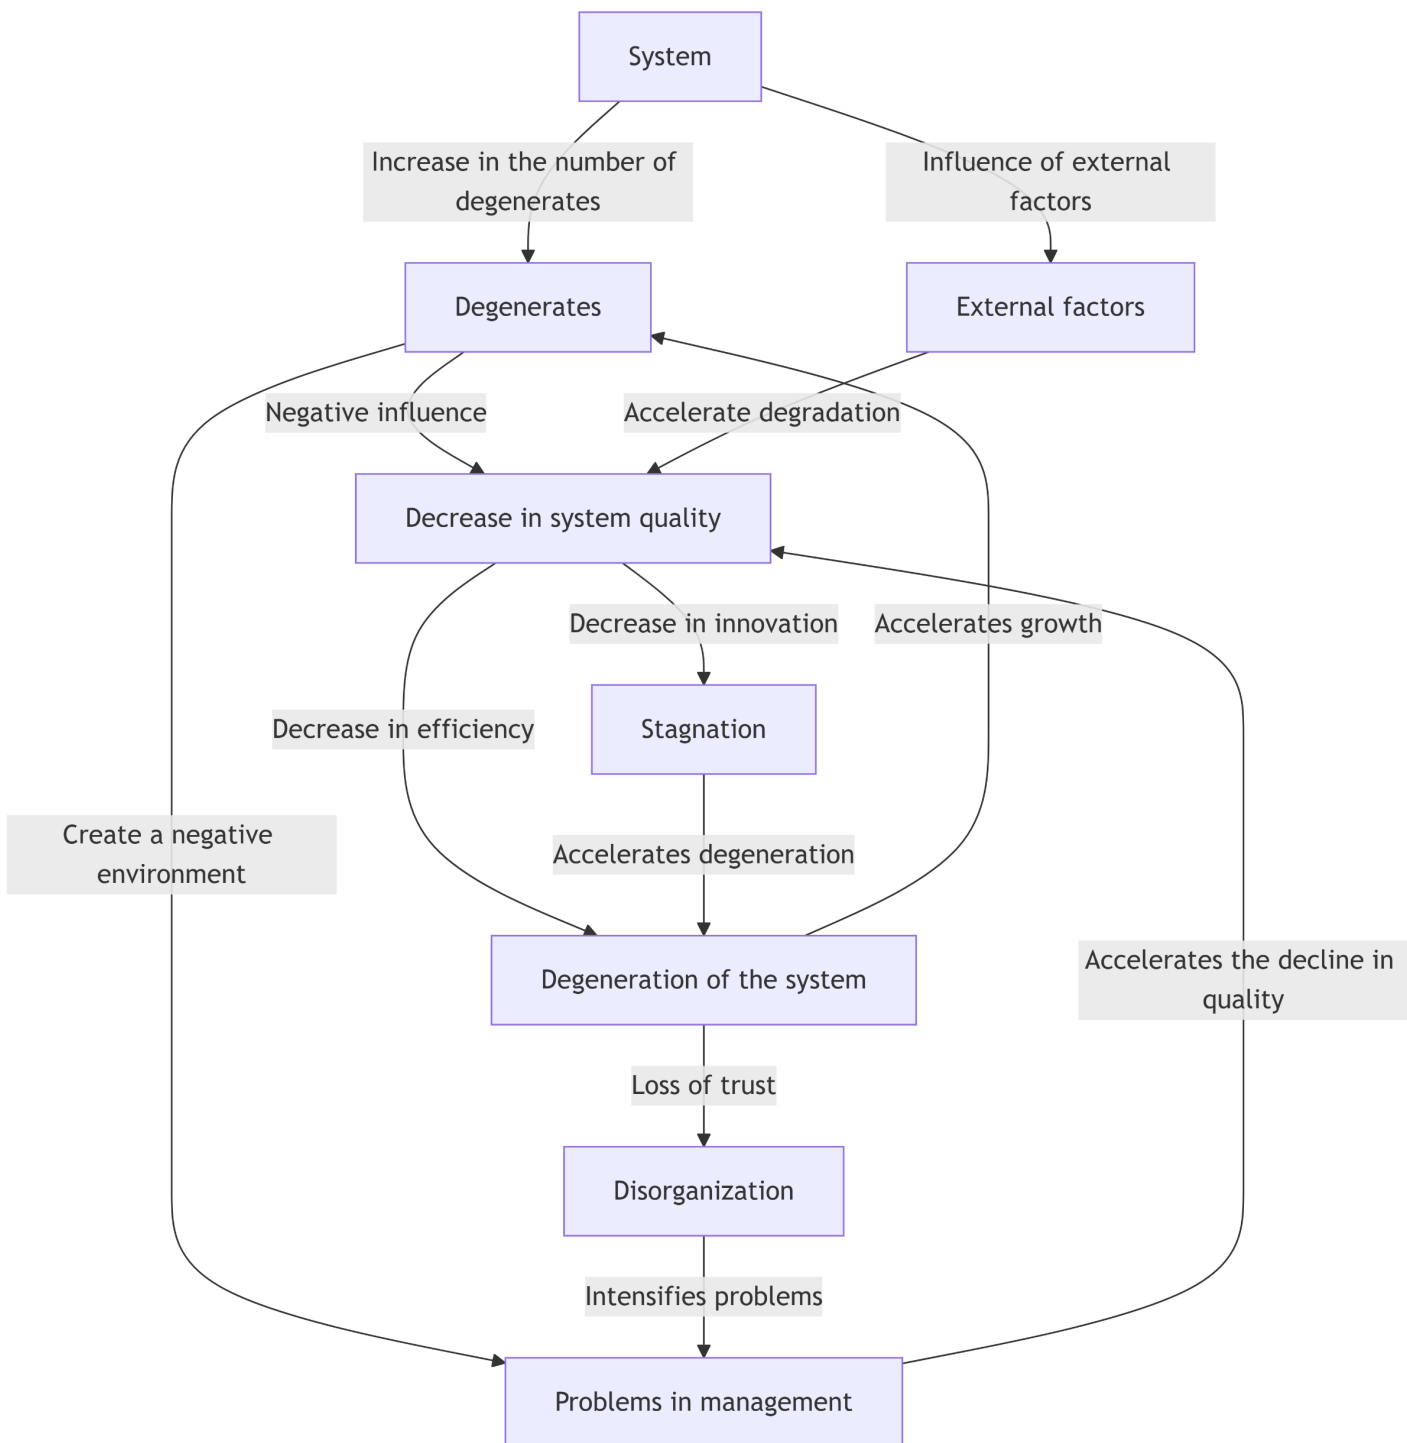 System
Increase in the number of
degenerates
Influence of external
factors
Degenerates
External factors
Negative influence
Accelerate degradation
Decrease in system quality
Decrease in innovation
Accelerates growth
Stagnation
Decrease in efficiency
Create a negative
environment
Accelerates degeneration
Degeneration of the system
Accelerates the decline in
quality
Loss of trust
Disorganization
Intensifies problems
Problems in management